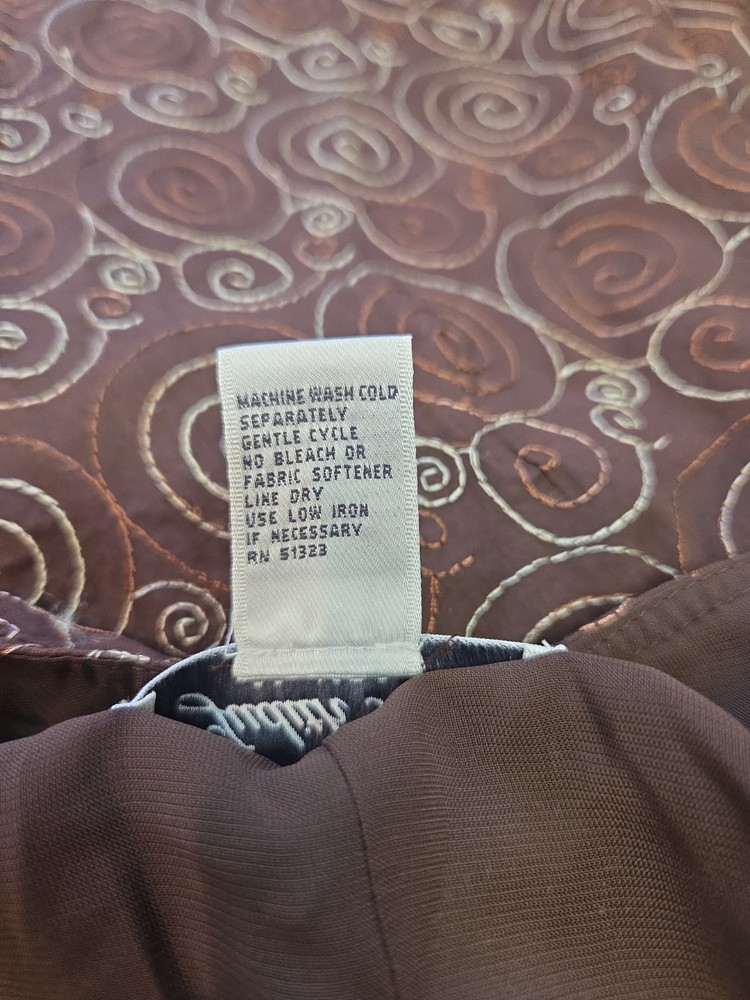 MACHINE WASH COLD
SEPARATELY
GENTLE CYCLE
NO BLEACH OR
FABRIC SOFTENER
LINE DRY
USE LOW IRON
IF NECESSARY
RN 51323